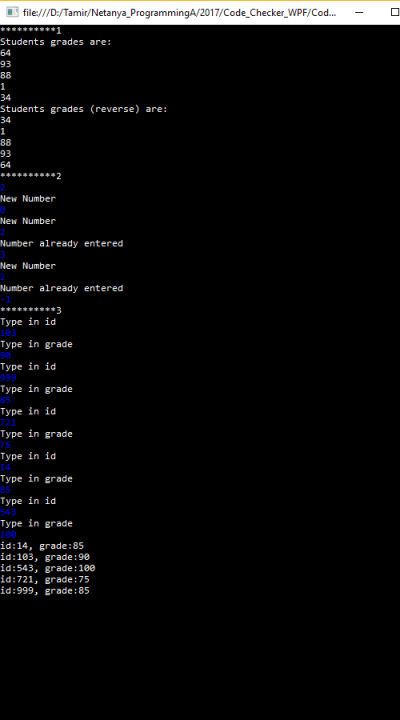 file:///D:/Tamir/Netanya_ProgrammingA/2017/Code_Checker_WPF/Cod...
**********1
Students grades are:
64
93
88
1
34
Students grades (reverse) are:
34
1
88
93
64
**********2
2
New Number
0
New Number
2
Number already entered
3
New Number
2
Number already entered
-1
**********3
Type in id
103
Type in grade
90
Type in id
999
Type in grade
85
Type in id
721
Type in grade
75
Type in id
14
Type in grade
85
Type in id
543
Type in grade
100
id:14, grade:85
id:103, grade:90
id:543, grade:100
id:721, grade:75
id:999, grade:85